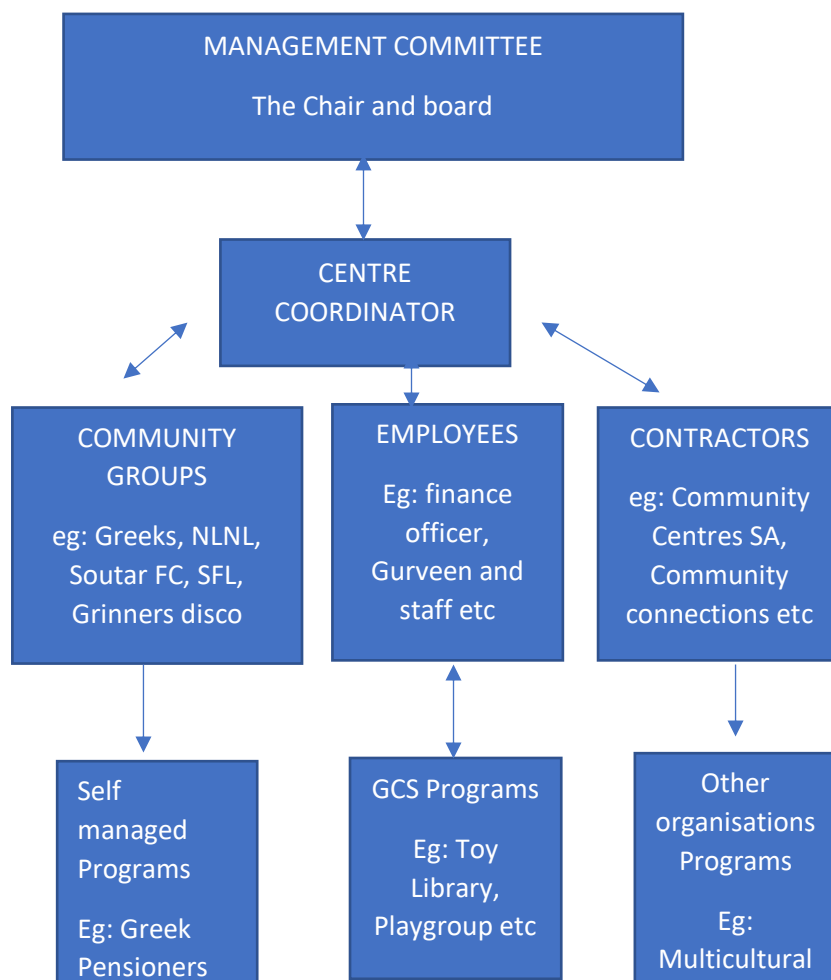 MANAGEMENT COMMITTEE
The Chair and board
CENTRE
COORDINATOR
COMMUNITY
GROUPS
eg: Greeks, NLNL,
Soutar FC, SFL,
Grinners disco
EMPLOYEES
Eg: finance
officer,
Gurveen and
staff etc
CONTRACTORS
eg: Community
Centres SA,
Community
connections etc
Self
managed
Programs
Eg: Greek
Pensioners
GCS Programs
Eg: Toy
Library,
Playgroup etc
Other
organisations
Programs
Eg:
Multicultural